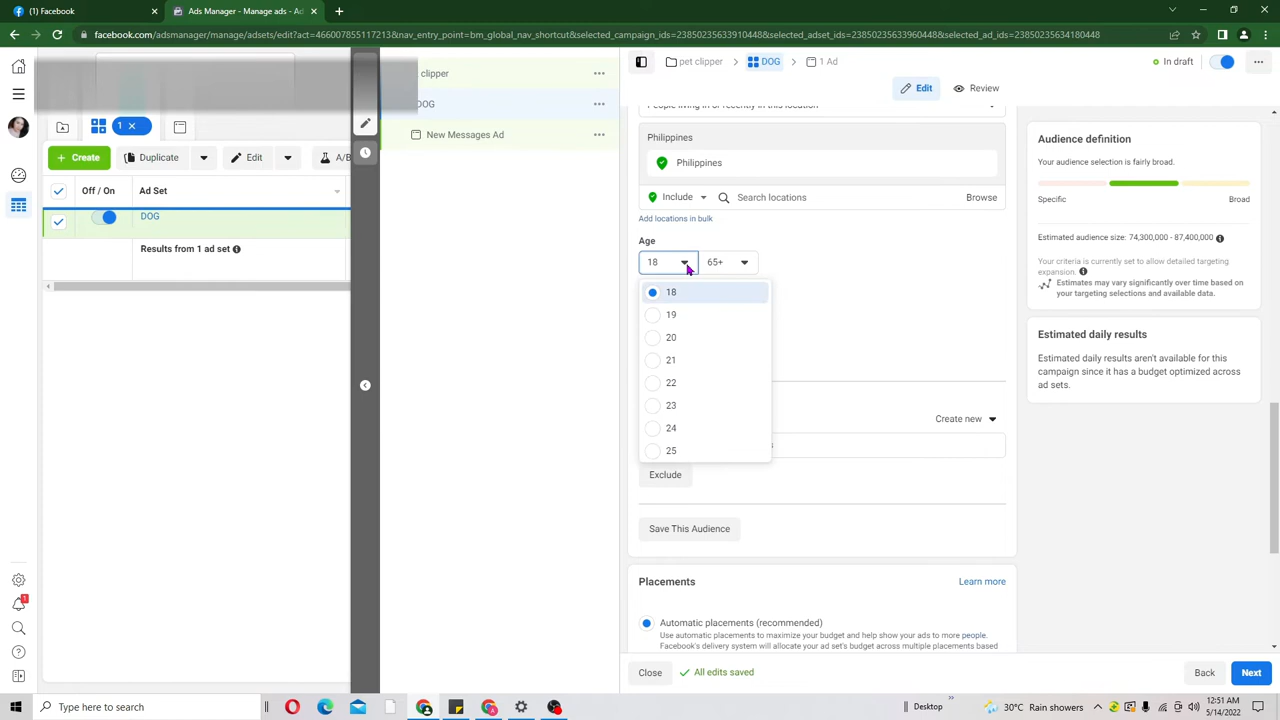 (1) Facebook
Ads Manager - Manage ads - Ad
facebook.com/adsmanager/manage/adsets/edit?act=466007855117213&nav_entry_point=bm_global_nav_shortcut&selected_campaign_ids=23850235633910448&selected_adset_ids=23850235633960448&selected_ad_ids=23850235634180448
clipper
pet clipper
DOG
1 Ad
In draft
DOG
Edit
Review
1
New Messages Ad
Create
Duplicate
Edit
A/B
Off / On
Ad Set
DOG
Results from 1 ad set
People living in or recently in this location
Philippines
Philippines
Include
Search locations
Browse
Add locations in bulk
Age
18
65+
18
19
20
21
22
23
24
25
Create new
Exclude
Save This Audience
Placements
Learn more
Automatic placements (recommended)
Use automatic placements to maximize your budget and help show your ads to more people.
Facebook's delivery system will allocate your ad set's budget across multiple placements based
Close
All edits saved
Back
Next
Audience definition
Your audience selection is fairly broad.
Specific
Broad
Estimated audience size: 74,300,000 - 87,400,000
Your criteria is currently set to allow detailed targeting
expansion.
Estimates may vary significantly over time based on
your targeting selections and available data.
Estimated daily results
Estimated daily results aren't available for this
campaign since it has a budget optimized across
ad sets.
1
Type here to search
Desktop
30°C Rain showers
12:51 AM
5/14/2022